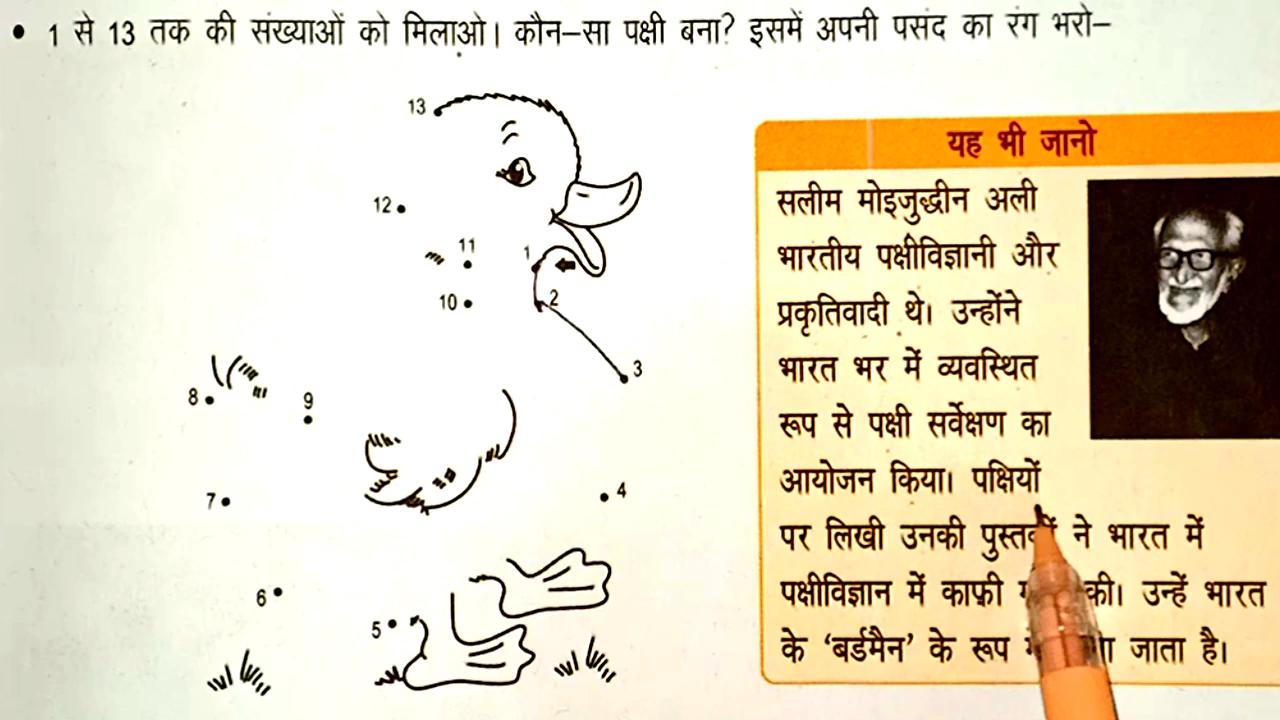 • 1 से 13 तक की संख्याओं को मिलाओ। कौन–सा पक्षी बना? इसमें अपनी पसंद का रंग भरो–
13
12
11
1
10
2
3
8
9
7
4
6
5
यह भी जानो
सलीम मोइजुद्धीन अली
भारतीय पक्षीविज्ञानी और
प्रकृतिवादी थे। उन्होंने
भारत भर में व्यवस्थित
रूप से पक्षी सर्वेक्षण का
आयोजन किया। पक्षियों
पर लिखी उनकी ने भारत में
पक्षीविज्ञान में काफ़ी की। उन्हें भारत
के ‘बर्डमैन’ के रूप जाता है।